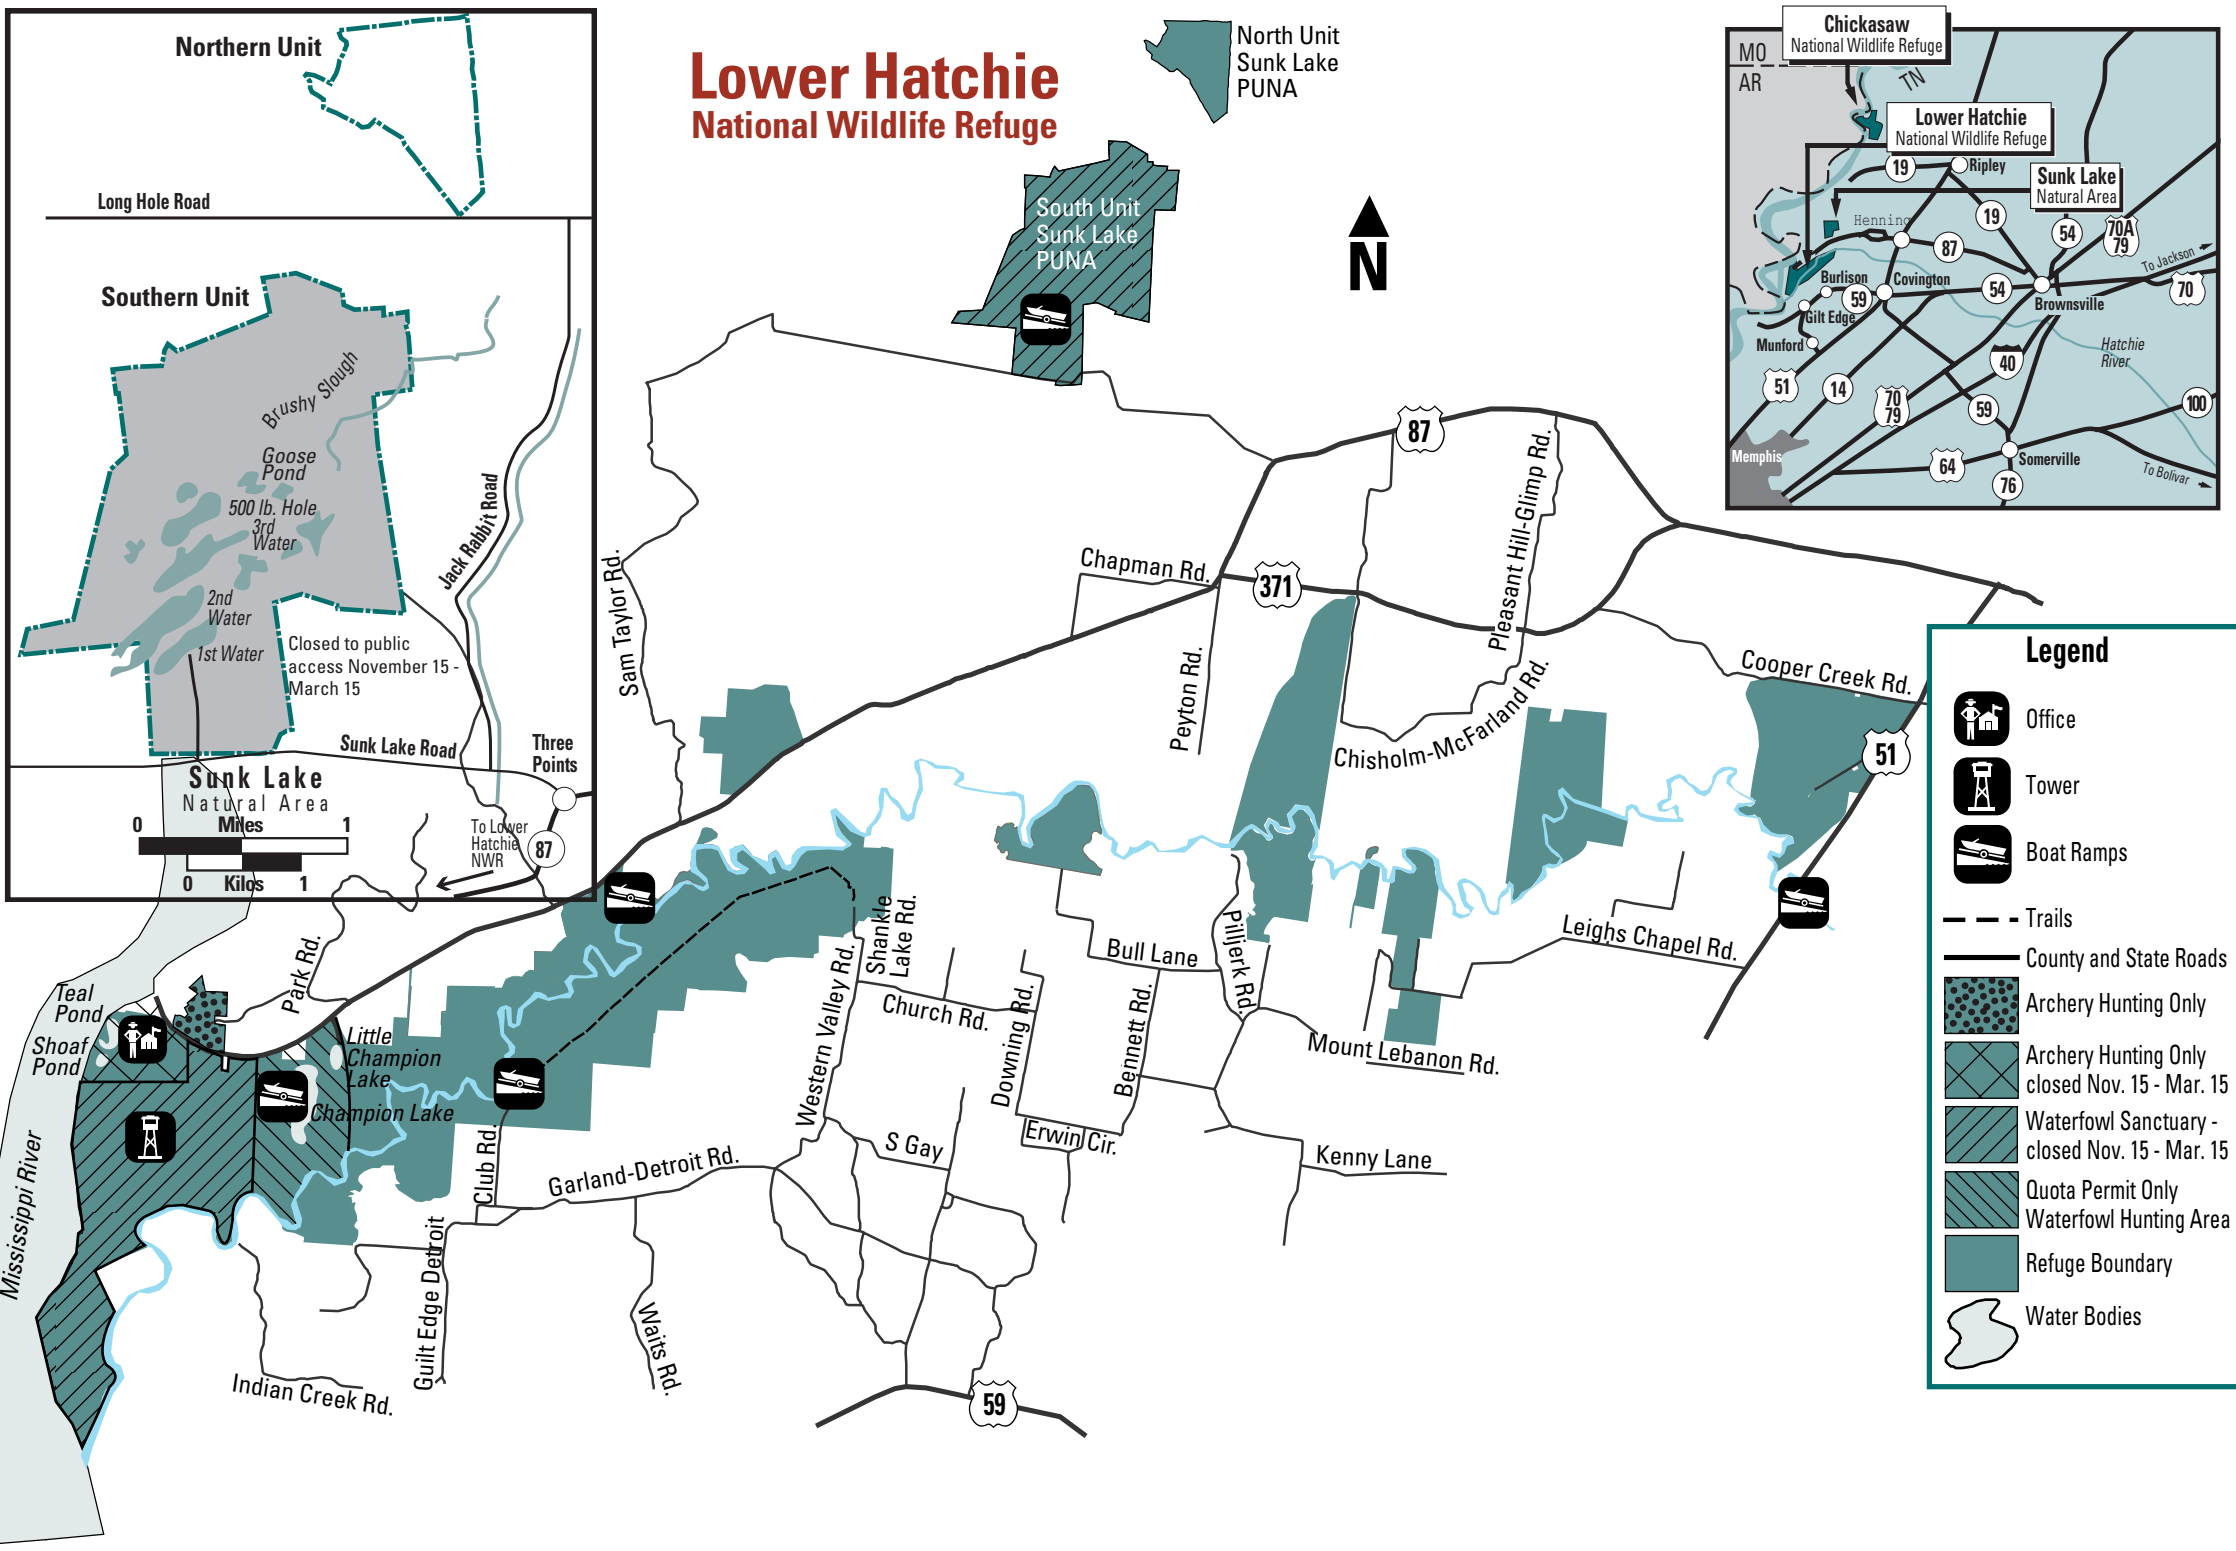 Lower Hatchie
National Wildlife Refuge
Northern Unit
Long Hole Road
Southern Unit
Brushy Slough
Goose
Pond
500 lb. Hole
3rd
Water
2nd
Water
1st Water
Closed to public
access November 15 -
March 15
Jack Rabbit Road
Sunk Lake Road
Three
Points
Sunk Lake
Natural Area
0 Miles 1
0 Kilos 1
To Lower
Hatchie
NWR
87
North Unit
Sunk Lake
PUNA
South Unit
Sunk Lake
PUNA
N
Chickasaw
National Wildlife Refuge
MO
AR
TN
Lower Hatchie
National Wildlife Refuge
19
Ripley
Sunk Lake
Natural Area
Henning
19
54
70A
79
87
To Jackson
Burlison
Covington
59
54
70
Brownsville
Gilt Edge
Munford
Hatchie
River
40
51
14
70
79
59
100
Memphis
64
Somerville
To Bolivar
76
87
Pleasant Hill-Glimp Rd.
Chapman Rd.
371
Sam Taylor Rd.
Peyton Rd.
Chisholm-McFarland Rd.
Cooper Creek Rd.
51
Shankle
Lake Rd.
Park Rd.
Western Valley Rd.
Church Rd.
Downing Rd.
Bull Lane
Bennett Rd.
Pilljerk Rd.
Leighs Chapel Rd.
Mount Lebanon Rd.
Teal
Pond
Shoaf
Pond
Little
Champion
Lake
Champion Lake
Mississippi River
Club Rd.
Garland-Detroit Rd.
S Gay
Erwin Cir.
Kenny Lane
Guilt Edge Detroit
Waits Rd.
Indian Creek Rd.
59
Legend
Office
Tower
Boat Ramps
Trails
County and State Roads
Archery Hunting Only
Archery Hunting Only
closed Nov. 15 - Mar. 15
Waterfowl Sanctuary -
closed Nov. 15 - Mar. 15
Quota Permit Only
Waterfowl Hunting Area
Refuge Boundary
Water Bodies